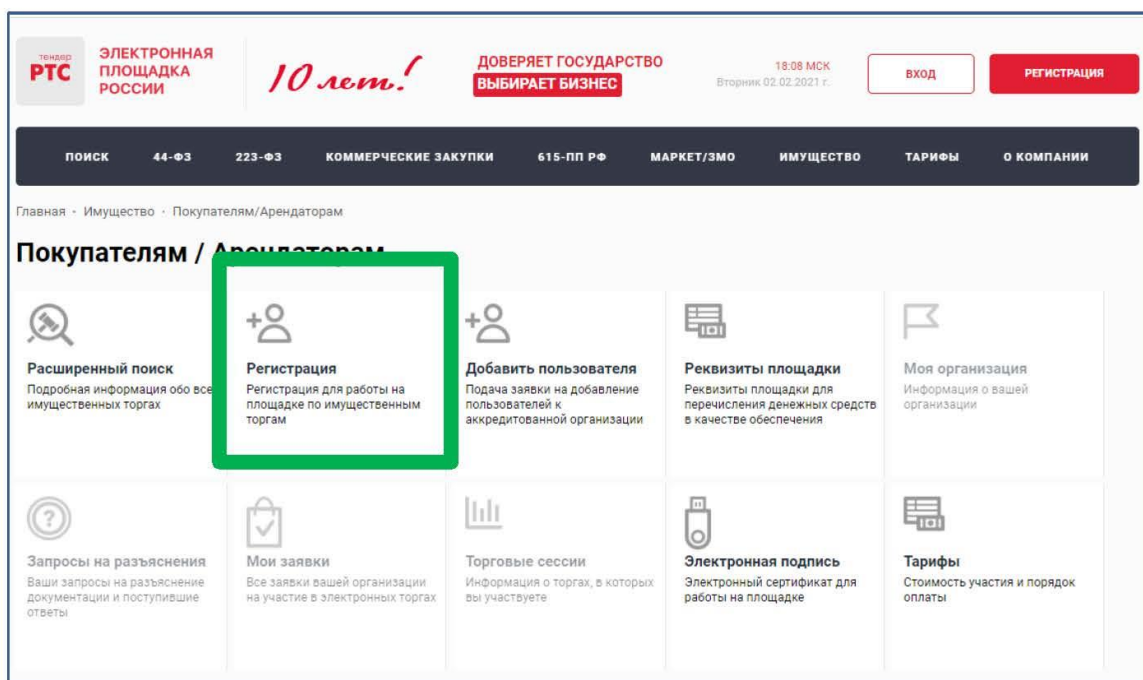 тендер
РТС
ЭЛЕКТРОННАЯ
ПЛОЩАДКА
РОССИИ
10 лет!
ДОВЕРЯЕТ ГОСУДАРСТВО
ВЫБИРАЕТ БИЗНЕС
18:08 МСК
Вторник 02.02.2021 г.
ВХОД
РЕГИСТРАЦИЯ
ПОИСК 44-ФЗ 223-ФЗ КОММЕРЧЕСКИЕ ЗАКУПКИ 615-ПП РФ МАРКЕТ/ЗМО ИМУЩЕСТВО ТАРИФЫ О КОМПАНИИ
Главная · Имущество · Покупателям/Арендаторам
Покупателям / Арендаторам
Расширенный поиск
Подробная информация обо все
имущественных торгах
Регистрация
Регистрация для работы на
площадке по имущественным
торгам
Добавить пользователя
Подача заявки на добавление
пользователей к
аккредитованной организации
Реквизиты площадки
Реквизиты площадки для
перечисления денежных средств
в качестве обеспечения
Моя организация
Информация о вашей
организации
Запросы на разъяснения
Ваши запросы на разъяснение
документации и поступившие
ответы
Мои заявки
Все заявки вашей организации
на участие в электронных торгах
Торговые сессии
Информация о торгах, в которых
вы участвуете
Электронная подпись
Электронный сертификат для
работы на площадке
Тарифы
Стоимость участия и порядок
оплаты